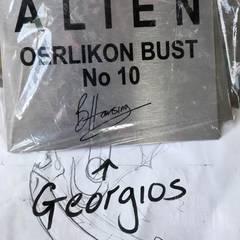 ALIEN
OERLIKON BUST
No 10
Georgios